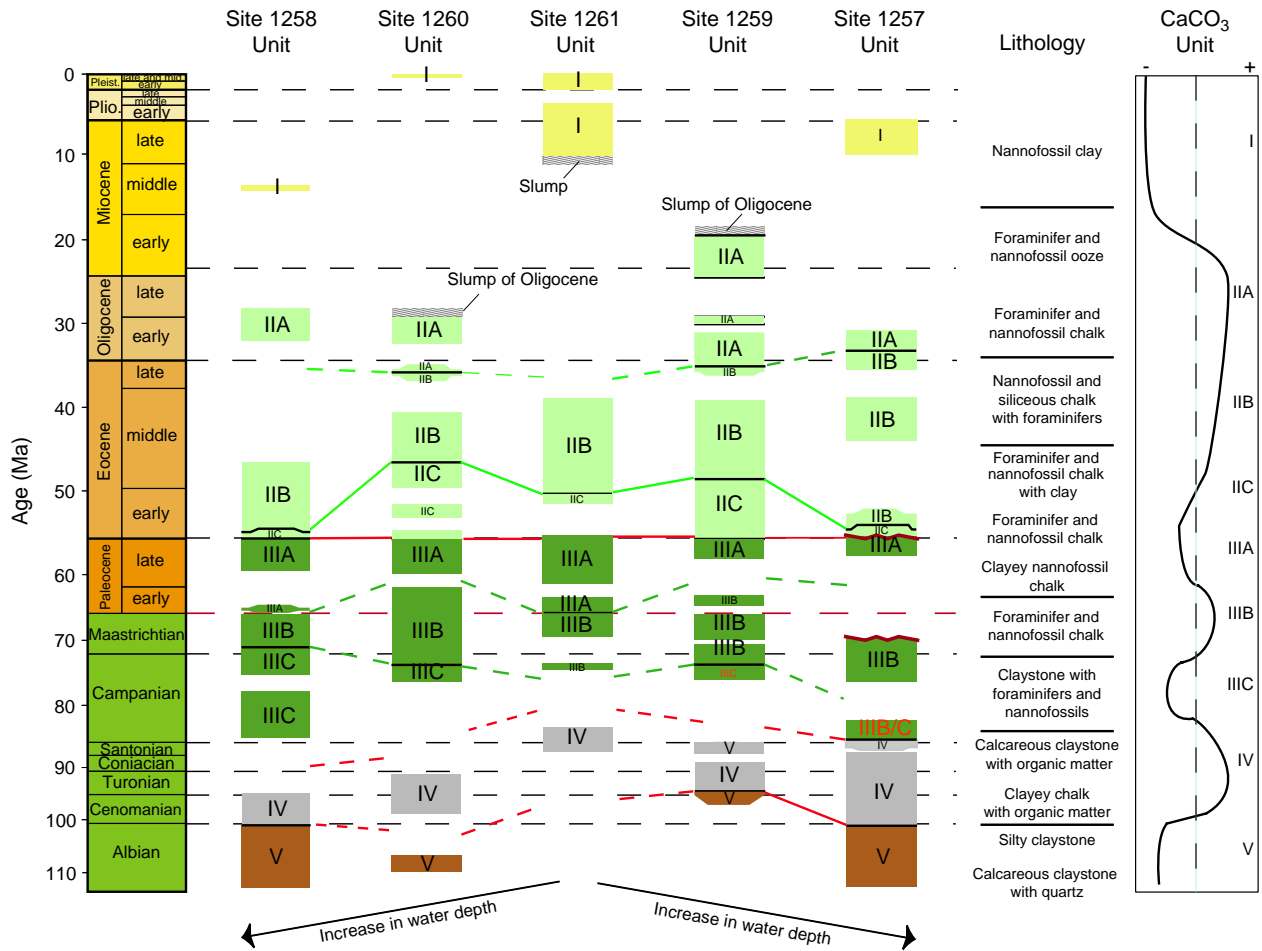 Site 1258
Unit
Site 1260
Unit
Site 1261
Unit
Site 1259
Unit
Site 1257
Unit
Lithology
CaCO3
Unit
-
+
Age (Ma)
0
10
20
30
40
50
60
70
80
90
100
110
Pleist.
late and mid
early
Plio.
late
middle
early
Miocene
late
middle
early
Oligocene
late
early
Eocene
late
middle
early
Paleocene
late
early
Maastrichtian
Campanian
Santonian
Coniacian
Turonian
Cenomanian
Albian
I
IIA
IIB
IIC
IIIA
IIIA
IIIB
IIIC
IIIC
IV
V
I
Slump of Oligocene
IIA
IIA
IIB
IIB
IIC
IIC
IIIA
IIIB
IIIC
IV
V
I
I
Slump
IIB
IIC
IIIA
IIIA
IIIB
IIIB
IV
Slump of Oligocene
IIA
IIA
IIA
IIB
IIB
IIC
IIIA
IIIB
IIIB
IIIB
IIC
V
IV
V
I
IIA
IIB
IIB
IIB
IIC
IIIA
IIIB
IIIB/C
IV
IV
V
Nannofossil clay
Foraminifer and
nannofossil ooze
Foraminifer and
nannofossil chalk
Nannofossil and
siliceous chalk
with foraminifers
Foraminifer and
nannofossil chalk
with clay
Foraminifer and
nannofossil chalk
Clayey nannofossil
chalk
Foraminifer and
nannofossil chalk
Claystone with
foraminifers and
nannofossils
Calcareous claystone
with organic matter
Clayey chalk
with organic matter
Silty claystone
Calcareous claystone
with quartz
I
IIA
IIB
IIC
IIIA
IIIB
IIIC
IV
V
Increase in water depth
Increase in water depth